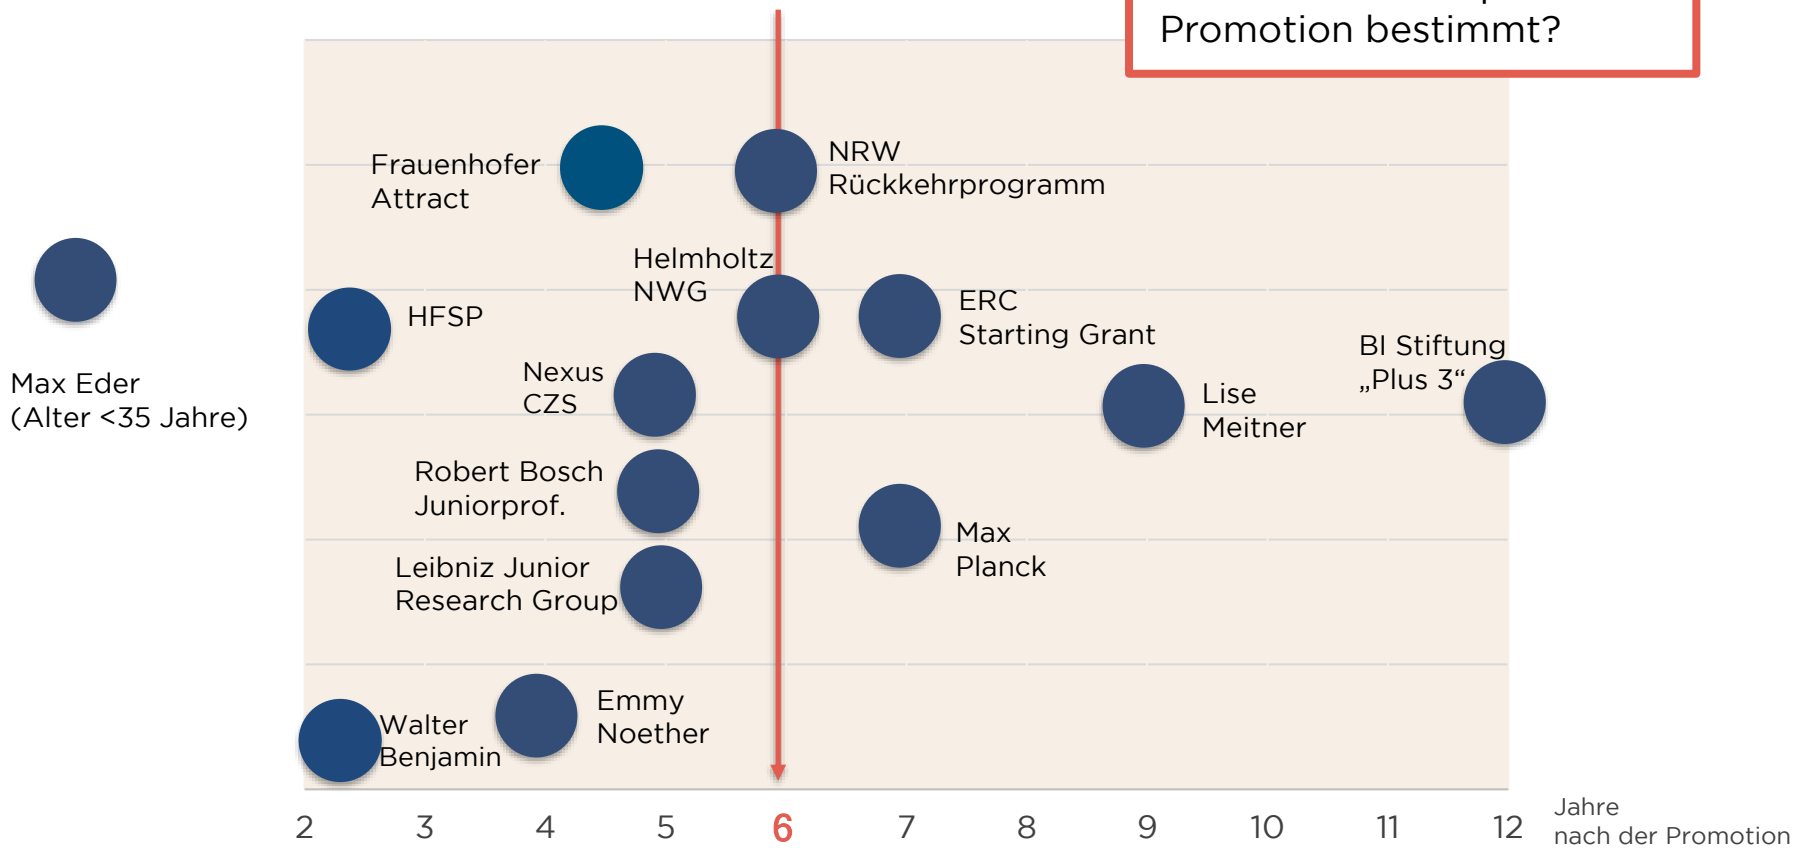 Promotion bestimmt?
Frauenhofer
Attract
NRW
Rückkehrprogramm
Helmholtz
NWG
HFSP
ERC
Starting Grant
BI Stiftung
„Plus 3“
Nexus
CZS
Lise
Meitner
Max Eder
(Alter <35 Jahre)
Robert Bosch
Juniorprof.
Max
Planck
Leibniz Junior
Research Group
Emmy
Noether
Walter
Benjamin
2 3 4 5 6 7 8 9 10 11 12
Jahre
nach der Promotion